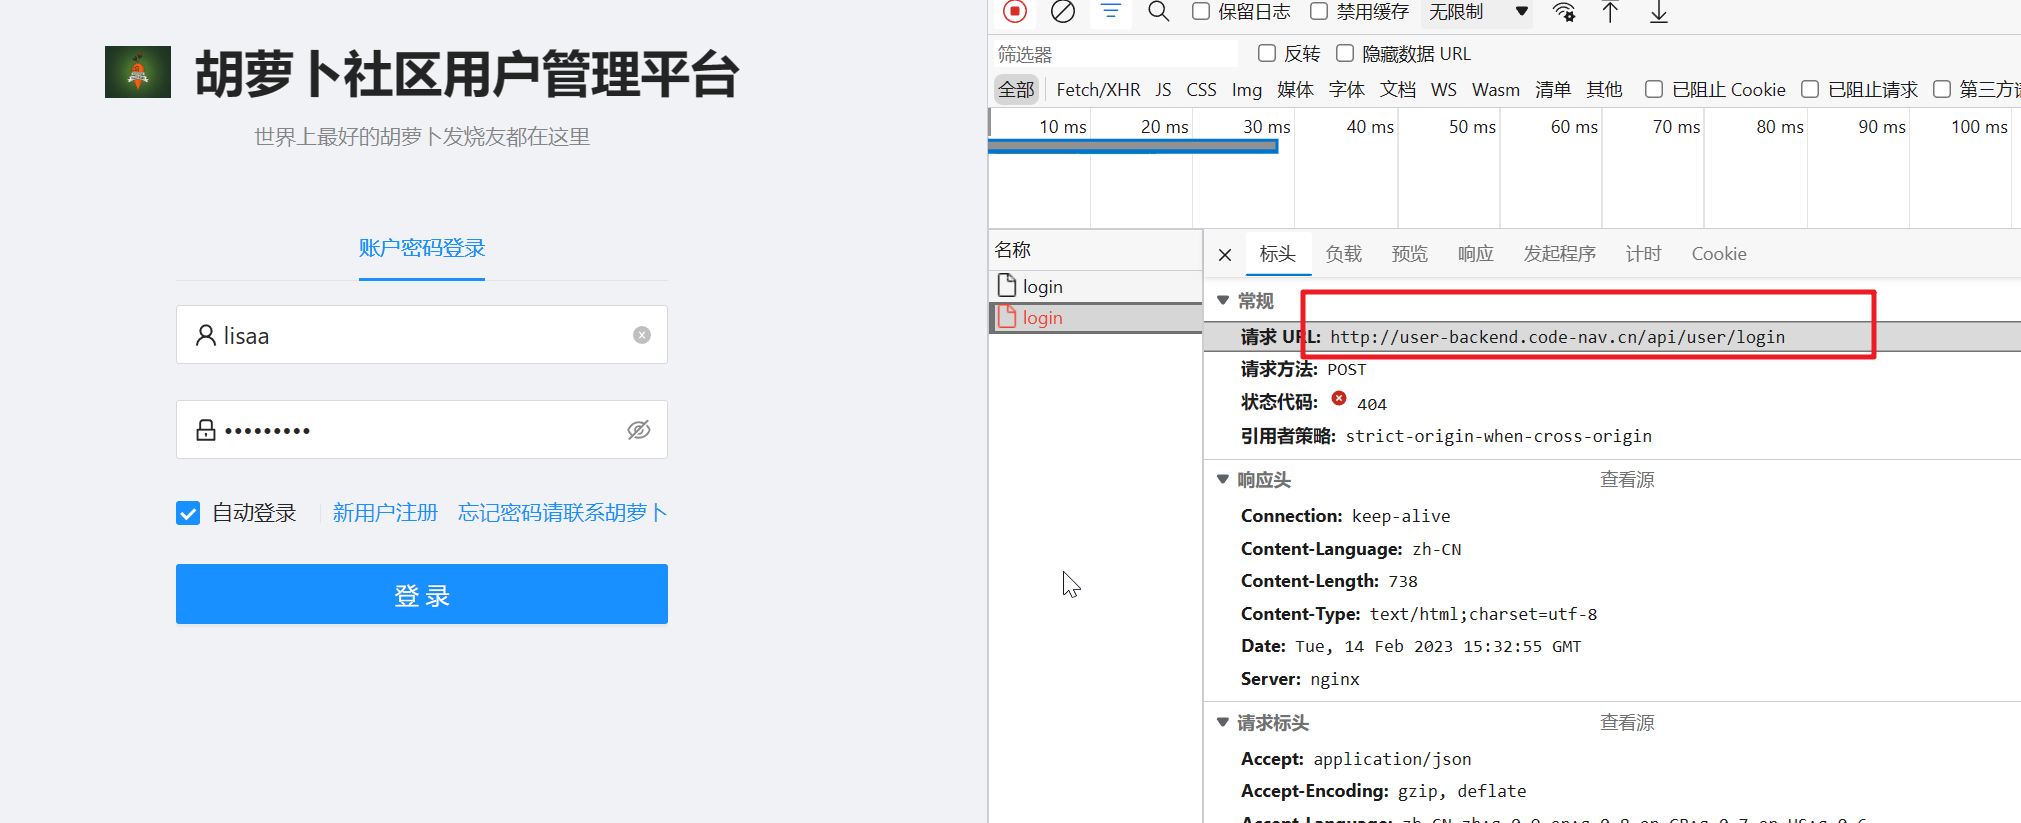 胡萝卜社区用户管理平台
世界上最好的胡萝卜发烧友都在这里
账户密码登录
lisaa
•••••••••
自动登录 新用户注册 忘记密码请联系胡萝卜
登 录
保留日志 禁用缓存 无限制
筛选器 反转 隐藏数据 URL
全部 Fetch/XHR JS CSS Img 媒体 字体 文档 WS Wasm 清单 其他 已阻止 Cookie 已阻止请求 第三方请
10 ms 20 ms 30 ms 40 ms 50 ms 60 ms 70 ms 80 ms 90 ms 100 ms
名称
login
login
标头 负载 预览 响应 发起程序 计时 Cookie
常规
请求 URL: http://user-backend.code-nav.cn/api/user/login
请求方法: POST
状态代码: 404
引用者策略: strict-origin-when-cross-origin
响应头 查看源
Connection: keep-alive
Content-Language: zh-CN
Content-Length: 738
Content-Type: text/html;charset=utf-8
Date: Tue, 14 Feb 2023 15:32:55 GMT
Server: nginx
请求标头 查看源
Accept: application/json
Accept-Encoding: gzip, deflate